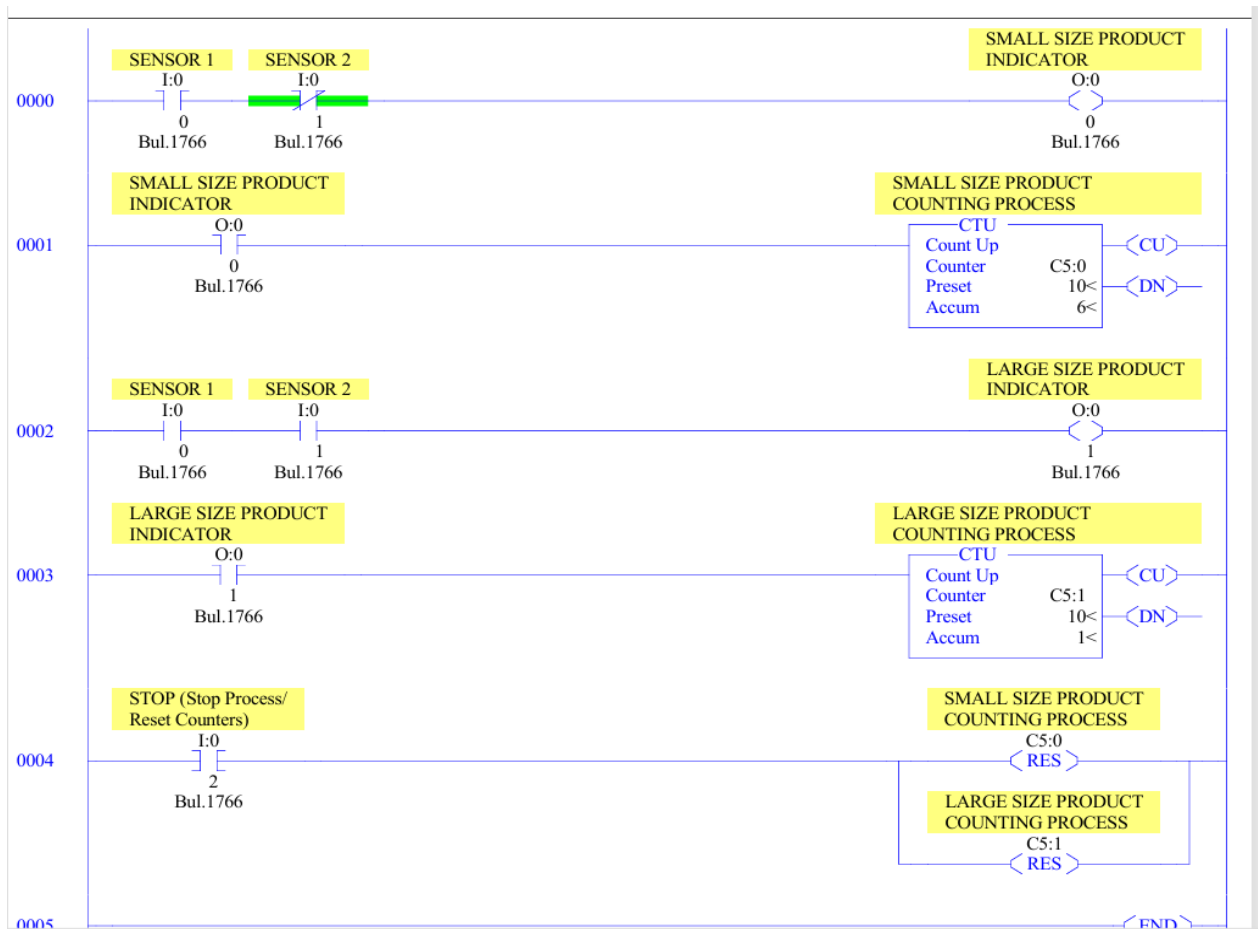 SENSOR 1 SENSOR 2 SMALL SIZE PRODUCT
INDICATOR
I:0 I:0 O:0
0000
0 1 0
Bul.1766 Bul.1766 Bul.1766
SMALL SIZE PRODUCT
INDICATOR
SMALL SIZE PRODUCT
COUNTING PROCESS
O:0
0001
0
Bul.1766
CTU
Count Up CU
Counter C5:0
Preset 10< DN
Accum 6<
SENSOR 1 SENSOR 2 LARGE SIZE PRODUCT
INDICATOR
I:0 I:0 O:0
0002
0 1 1
Bul.1766 Bul.1766 Bul.1766
LARGE SIZE PRODUCT
INDICATOR
LARGE SIZE PRODUCT
COUNTING PROCESS
O:0
0003
1
Bul.1766
CTU
Count Up CU
Counter C5:1
Preset 10< DN
Accum 1<
STOP (Stop Process/
Reset Counters)
SMALL SIZE PRODUCT
COUNTING PROCESS
I:0 C5:0
0004 RES
2
Bul.1766
LARGE SIZE PRODUCT
COUNTING PROCESS
C5:1
RES
0005 END